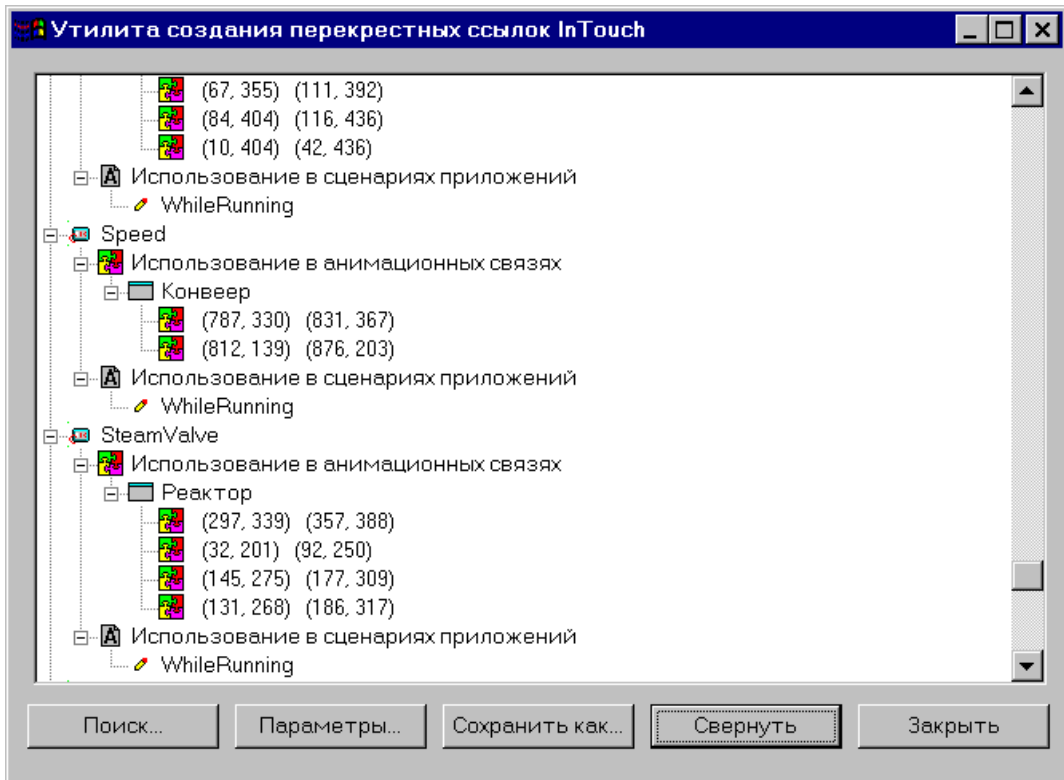 Утилита создания перекрестных ссылок InTouch
(67, 355) (111, 392)
(84, 404) (116, 436)
(10, 404) (42, 436)
Использование в сценариях приложений
WhileRunning
Speed
Использование в анимационных связях
Конвеер
(787, 330) (831, 367)
(812, 139) (876, 203)
Использование в сценариях приложений
WhileRunning
SteamValve
Использование в анимационных связях
Реактор
(297, 339) (357, 388)
(32, 201) (92, 250)
(145, 275) (177, 309)
(131, 268) (186, 317)
Использование в сценариях приложений
WhileRunning
Поиск... Параметры... Сохранить как... Свернуть Закрыть